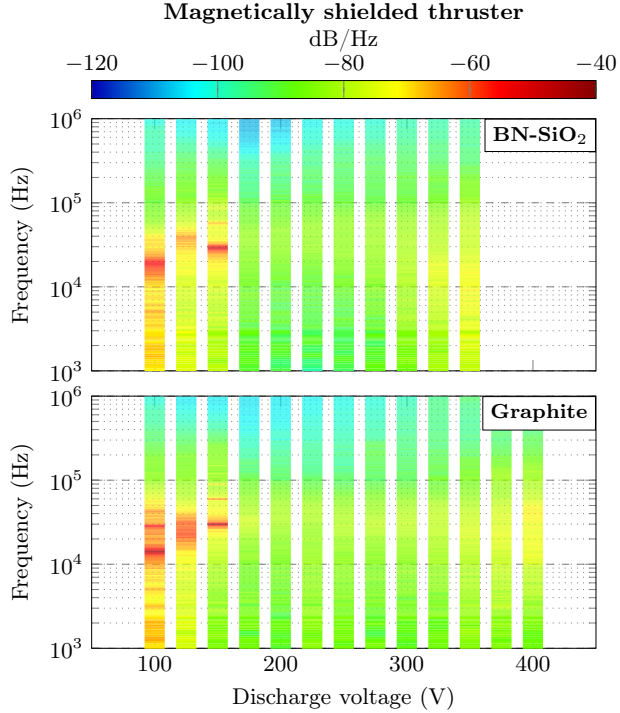 Magnetically shielded thruster
dB/Hz
−120 −100 −80 −60 −40
10^6
BN-SiO₂
10^5
Frequency (Hz)
10^4
10^3
10^6
Graphite
10^5
Frequency (Hz)
10^4
10^3
100 200 300 400
Discharge voltage (V)